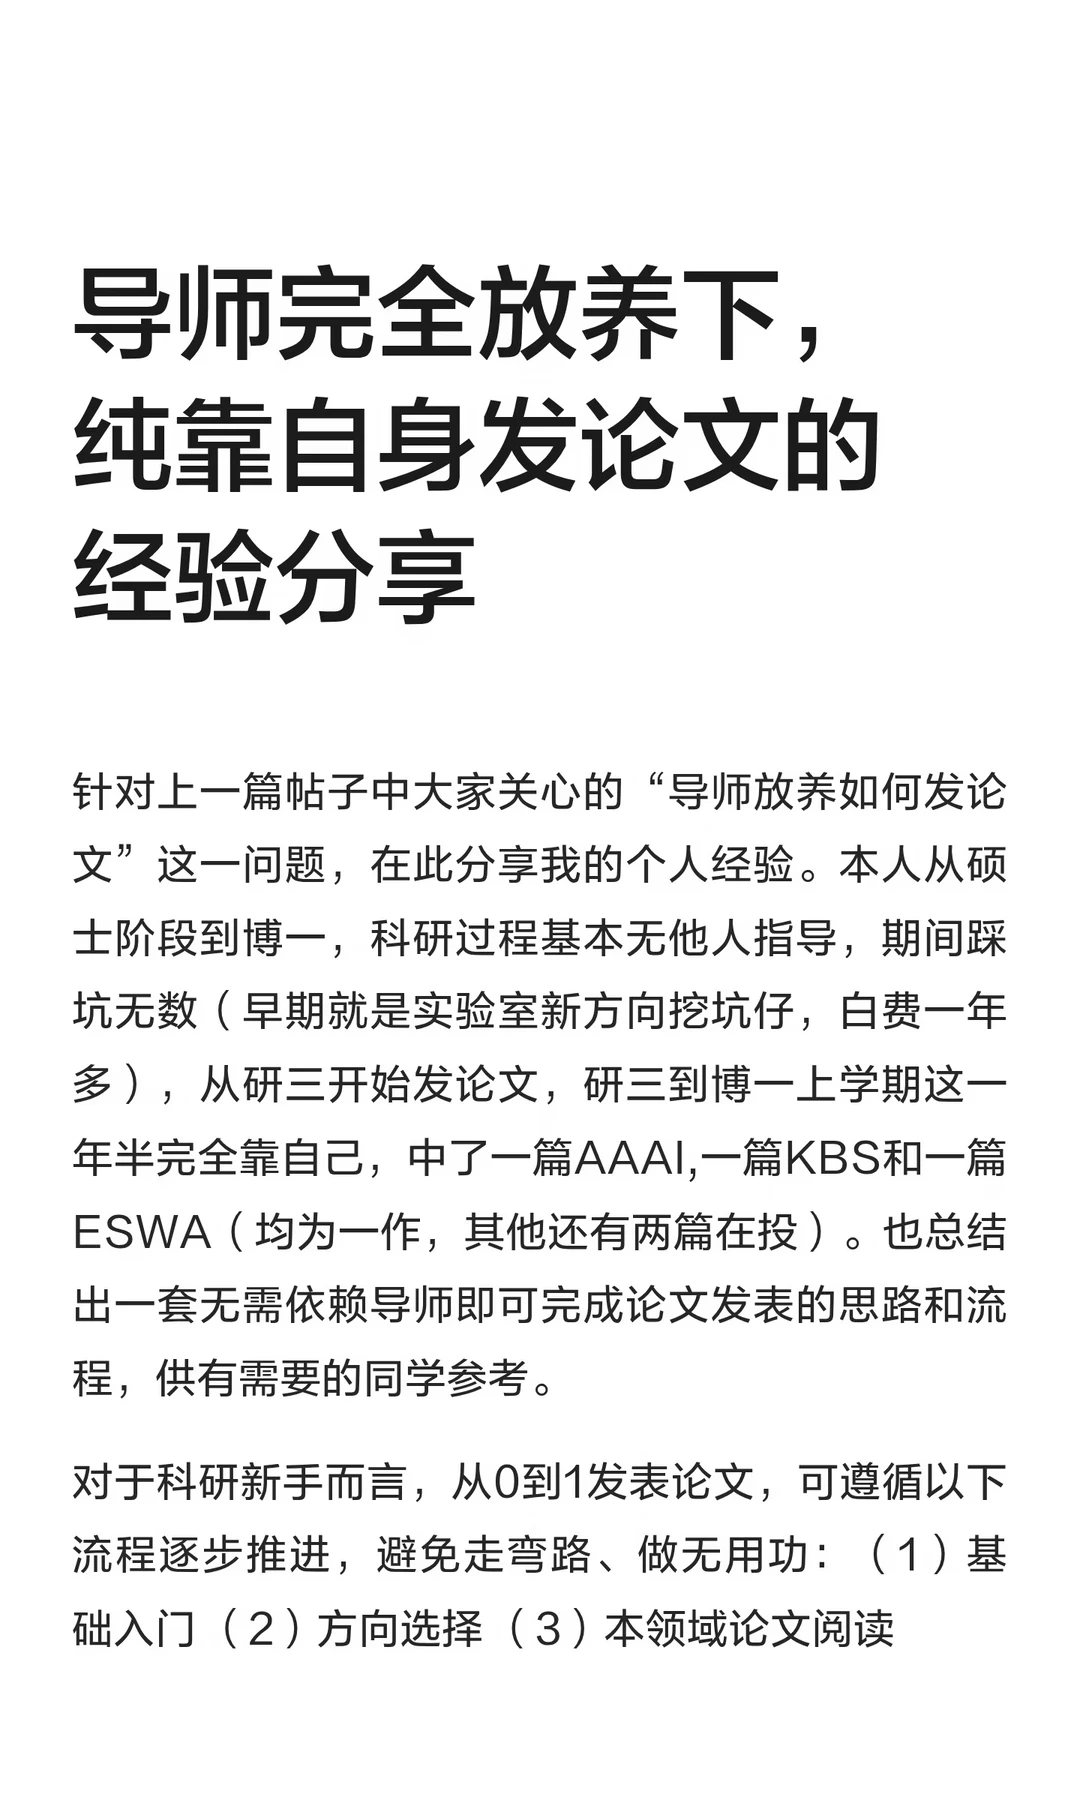 导师完全放养下，
纯靠自身发论文的
经验分享
针对上一篇帖子中大家关心的“导师放养如何发论
文”这一问题，在此分享我的个人经验。本人从硕
士阶段到博一，科研过程基本无他人指导，期间踩
坑无数（早期就是实验室新方向挖坑仔，白费一年
多），从研三开始发论文，研三到博一上学期这一
年半完全靠自己，中了一篇AAAI,一篇KBS和一篇
ESWA（均为一作，其他还有两篇在投）。也总结
出一套无需依赖导师即可完成论文发表的思路和流
程，供有需要的同学参考。
对于科研新手而言，从0到1发表论文，可遵循以下
流程逐步推进，避免走弯路、做无用功：（1）基
础入门（2）方向选择（3）本领域论文阅读